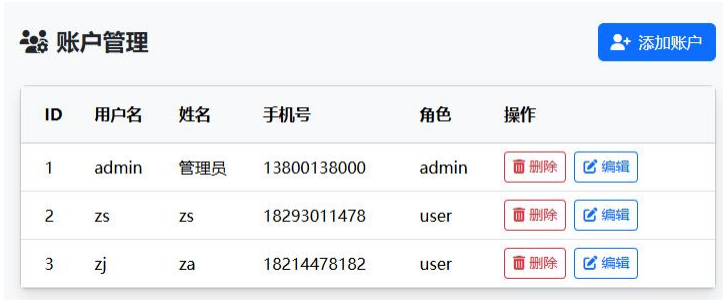 账户管理 添加账户
ID 用户名 姓名 手机号 角色 操作
1 admin 管理员 13800138000 admin 删除 编辑
2 zs zs 18293011478 user 删除 编辑
3 zj za 18214478182 user 删除 编辑